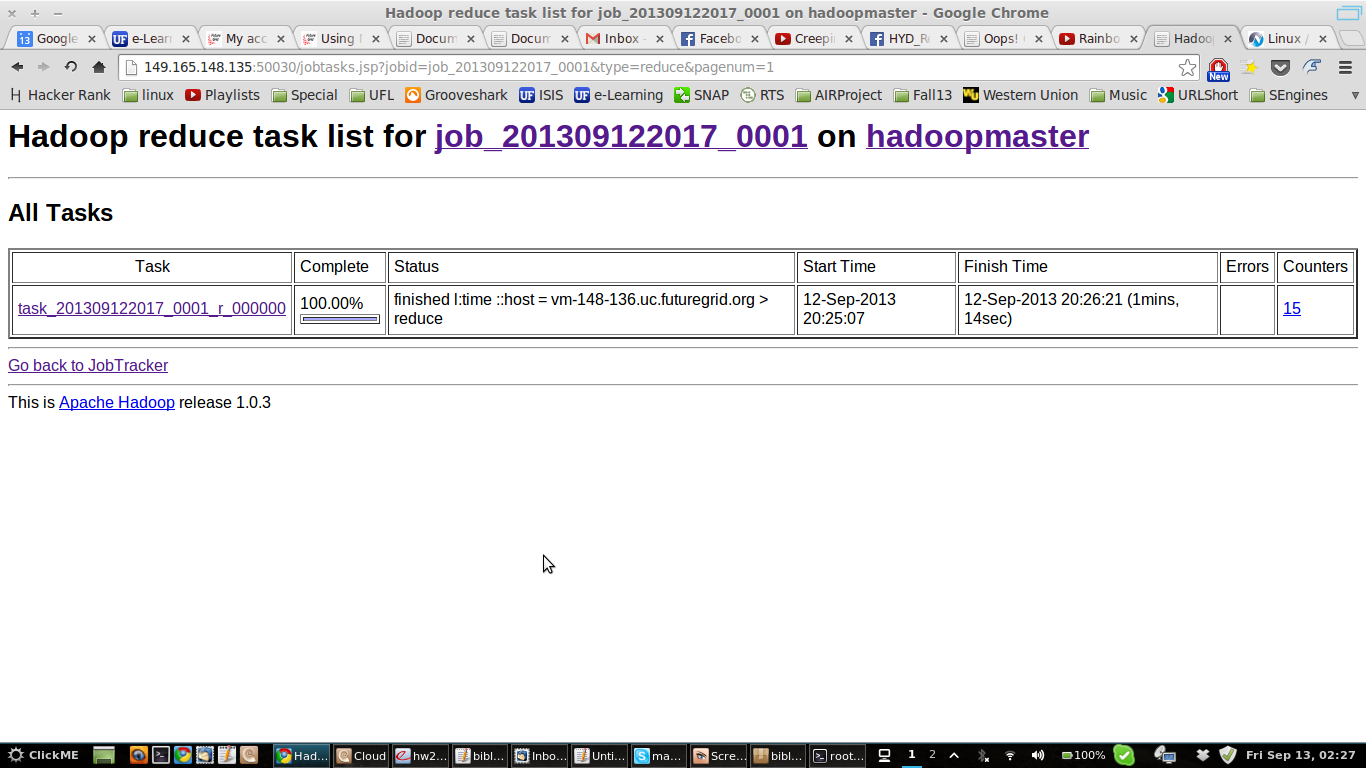 Hadoop reduce task list for job_201309122017_0001 on hadoopmaster - Google Chrome
Google
e-Lear
My acc
Using
Docum
Docum
Inbox -
Facebo
Creepi
HYD_R
Oops!
Rainbo
Hadoo
Linux /
149.165.148.135:50030/jobtasks.jsp?jobid=job_201309122017_0001&type=reduce&pagenum=1
New
Hacker Rank linux Playlists Special UFL Grooveshark ISIS e-Learning SNAP RTS AIRProject Fall13 Western Union Music URLShort SEngines
Hadoop reduce task list for job_201309122017_0001 on hadoopmaster
All Tasks
Task Complete Status Start Time Finish Time Errors Counters
task_201309122017_0001_r_000000
100.00%
finished l:time ::host = vm-148-136.uc.futuregrid.org >
reduce
12-Sep-2013
20:25:07
12-Sep-2013 20:26:21 (1mins,
14sec)
15
Go back to JobTracker
This is Apache Hadoop release 1.0.3
ClickME Had... Cloud hw2... bibl... Inbo... Unti... ma... Scre... bibl... root... 1 2 100% Fri Sep 13, 02:27